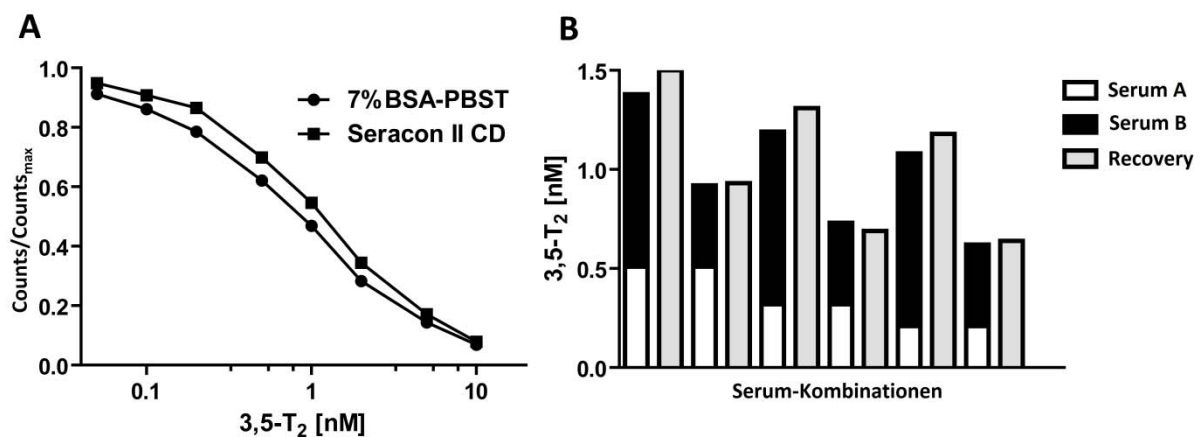 A
Counts/Counts_max
1.0
0.8
0.6
0.4
0.2
0.0
7%BSA-PBST
Seracon II CD
0.1
1
10
3,5-T₂ [nM]
B
3,5-T₂ [nM]
1.5
1.0
0.5
0.0
Serum-Kombinationen
Serum A
Serum B
Recovery